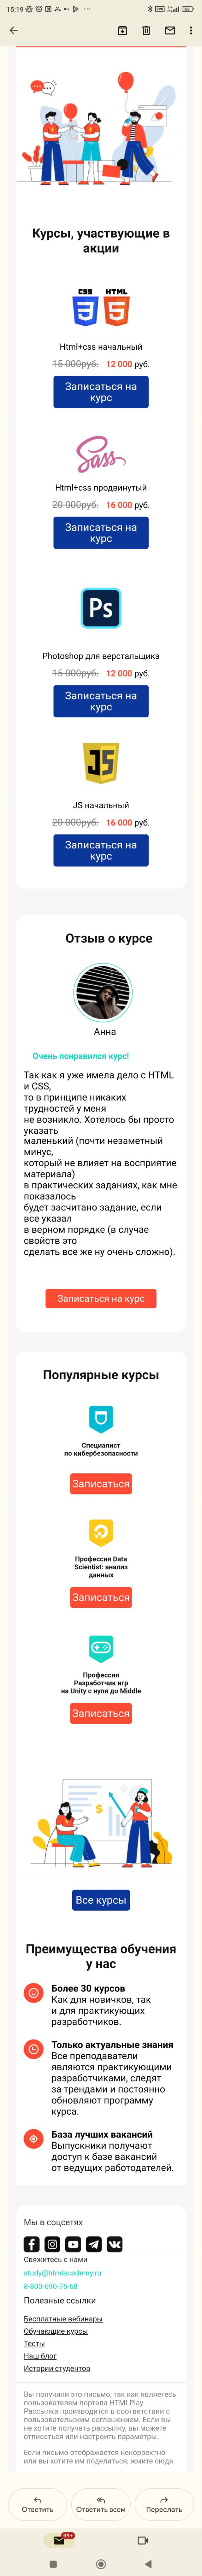 15:19
Курсы, участвующие в
акции
CSS HTML
3 5
Html+css начальный
15 000руб. 12 000 руб.
Записаться на
курс
Sass
Html+css продвинутый
20 000руб. 16 000 руб.
Записаться на
курс
Ps
Photoshop для верстальщика
15 000руб. 12 000 руб.
Записаться на
курс
JS
JS начальный
20 000руб. 16 000 руб.
Записаться на
курс
Отзыв о курсе
Анна
Очень понравился курс!
Так как я уже имела дело с HTML
и CSS,
то в принципе никаких
трудностей у меня
не возникло. Хотелось бы просто
указать
маленький (почти незаметный
минус,
который не влияет на восприятие
материала)
в практических заданиях, как мне
показалось
будет засчитано задание, если
все указал
в верном порядке (в случае
свойств это
сделать все же ну очень сложно).
Записаться на курс
Популярные курсы
Специалист
по кибербезопасности
Записаться
Профессия Data
Scientist: анализ
данных
Записаться
Профессия
Разработчик игр
на Unity с нуля до Middle
Записаться
$
Все курсы
Преимущества обучения
у нас
Более 30 курсов
Как для новичков, так
и для практикующих
разработчиков.
Только актуальные знания
Все преподаватели
являются практикующими
разработчиками, следят
за трендами и постоянно
обновляют программу
курса.
База лучших вакансий
Выпускники получают
доступ к базе вакансий
от ведущих работодателей.
Мы в соцсетях
Свяжитесь с нами
study@htmlacademy.ru
8-800-690-76-68
Полезные ссылки
Бесплатные вебинары
Обучающие курсы
Тесты
Наш блог
Истории студентов
Вы получили это письмо, так как являетесь
пользователем портала HTMLPlay.
Рассылка производится в соответствии с
пользовательским соглашением. Если вы
не хотите получать рассылку, вы можете
отписаться или настроить параметры.
Если письмо отображается некорректно
или вы хотите им поделиться, жмите сюда
Ответить
Ответить всем
Переслать
99+